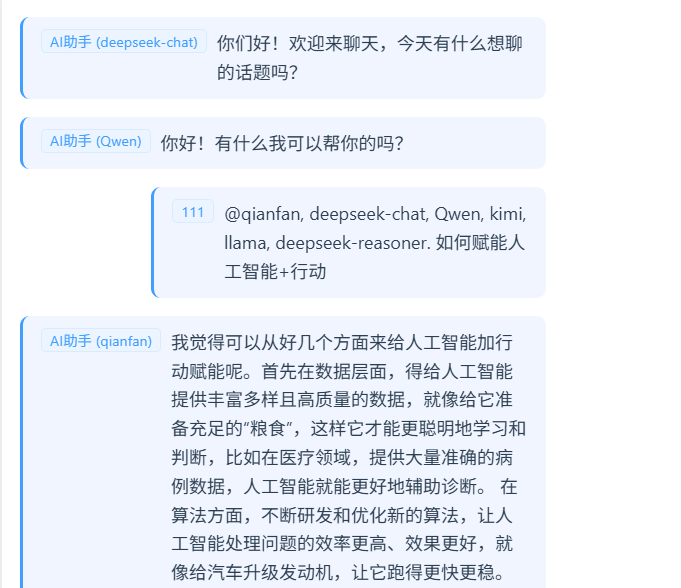 AI助手 (deepseek-chat) 你们好！欢迎来聊天，今天有什么想聊
的话题吗？
AI助手 (Qwen) 你好！有什么我可以帮你的吗？
111 @qianfan, deepseek-chat, Qwen, kimi,
llama, deepseek-reasoner. 如何赋能人
工智能+行动
AI助手 (qianfan) 我觉得可以从好几个方面来给人工智能加行
动赋能呢。首先在数据层面，得给人工智能
提供丰富多样且高质量的数据，就像给它准
备充足的“粮食”，这样它才能更聪明地学习和
判断，比如在医疗领域，提供大量准确的病
例数据，人工智能就能更好地辅助诊断。 在
算法方面，不断研发和优化新的算法，让人
工智能处理问题的效率更高、效果更好，就
像给汽车升级发动机，让它跑得更快更稳。